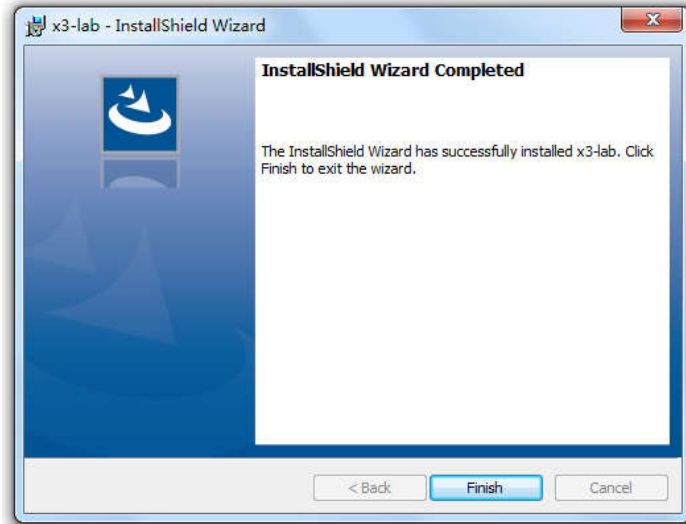 x3-lab - InstallShield Wizard
InstallShield Wizard Completed
The InstallShield Wizard has successfully installed x3-lab. Click
Finish to exit the wizard.
< Back
Finish
Cancel